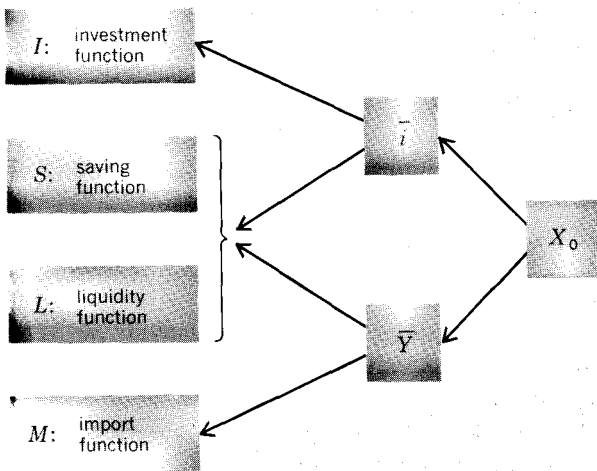 I: investment
function
S: saving
function
L: liquidity
function
M: import
function
i̅
Y̅
X₀